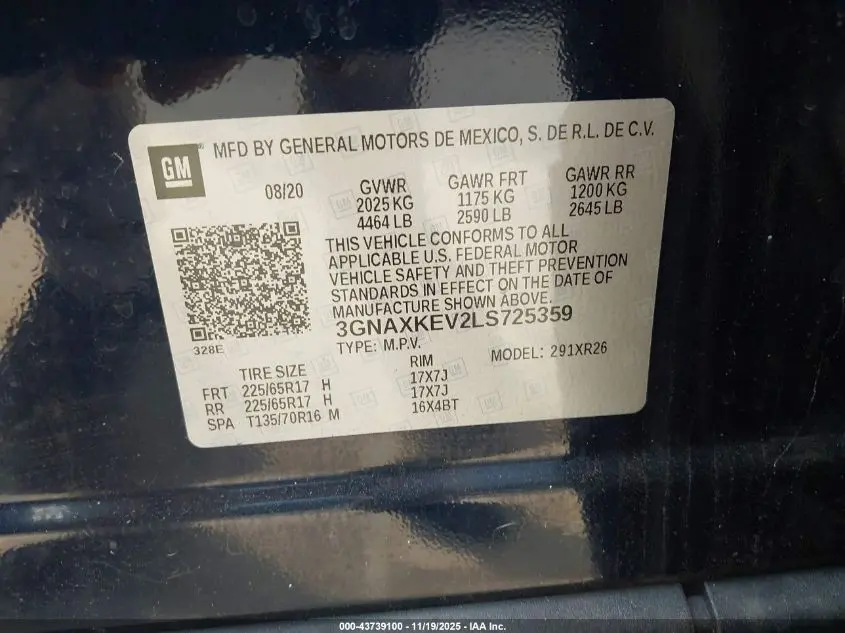 GM
MFD BY GENERAL MOTORS DE MEXICO, S. DE R.L. DE C.V.
08/20
GVWR
2025 KG
4464 LB
GAWR FRT
1175 KG
2590 LB
GAWR RR
1200 KG
2645 LB
THIS VEHICLE CONFORMS TO ALL
APPLICABLE U.S. FEDERAL MOTOR
VEHICLE SAFETY AND THEFT PREVENTION
STANDARDS IN EFFECT ON THE DATE OF
MANUFACTURE SHOWN ABOVE.
3GNAXKEV2LS725359
328E
TYPE: M.P.V.
MODEL: 291XR26
TIRE SIZE RIM
FRT 225/65R17 H 17X7J
RR 225/65R17 H 17X7J
SPA T135/70R16 M 16X4BT
000-43739100 - 11/19/2025 - IAA Inc.